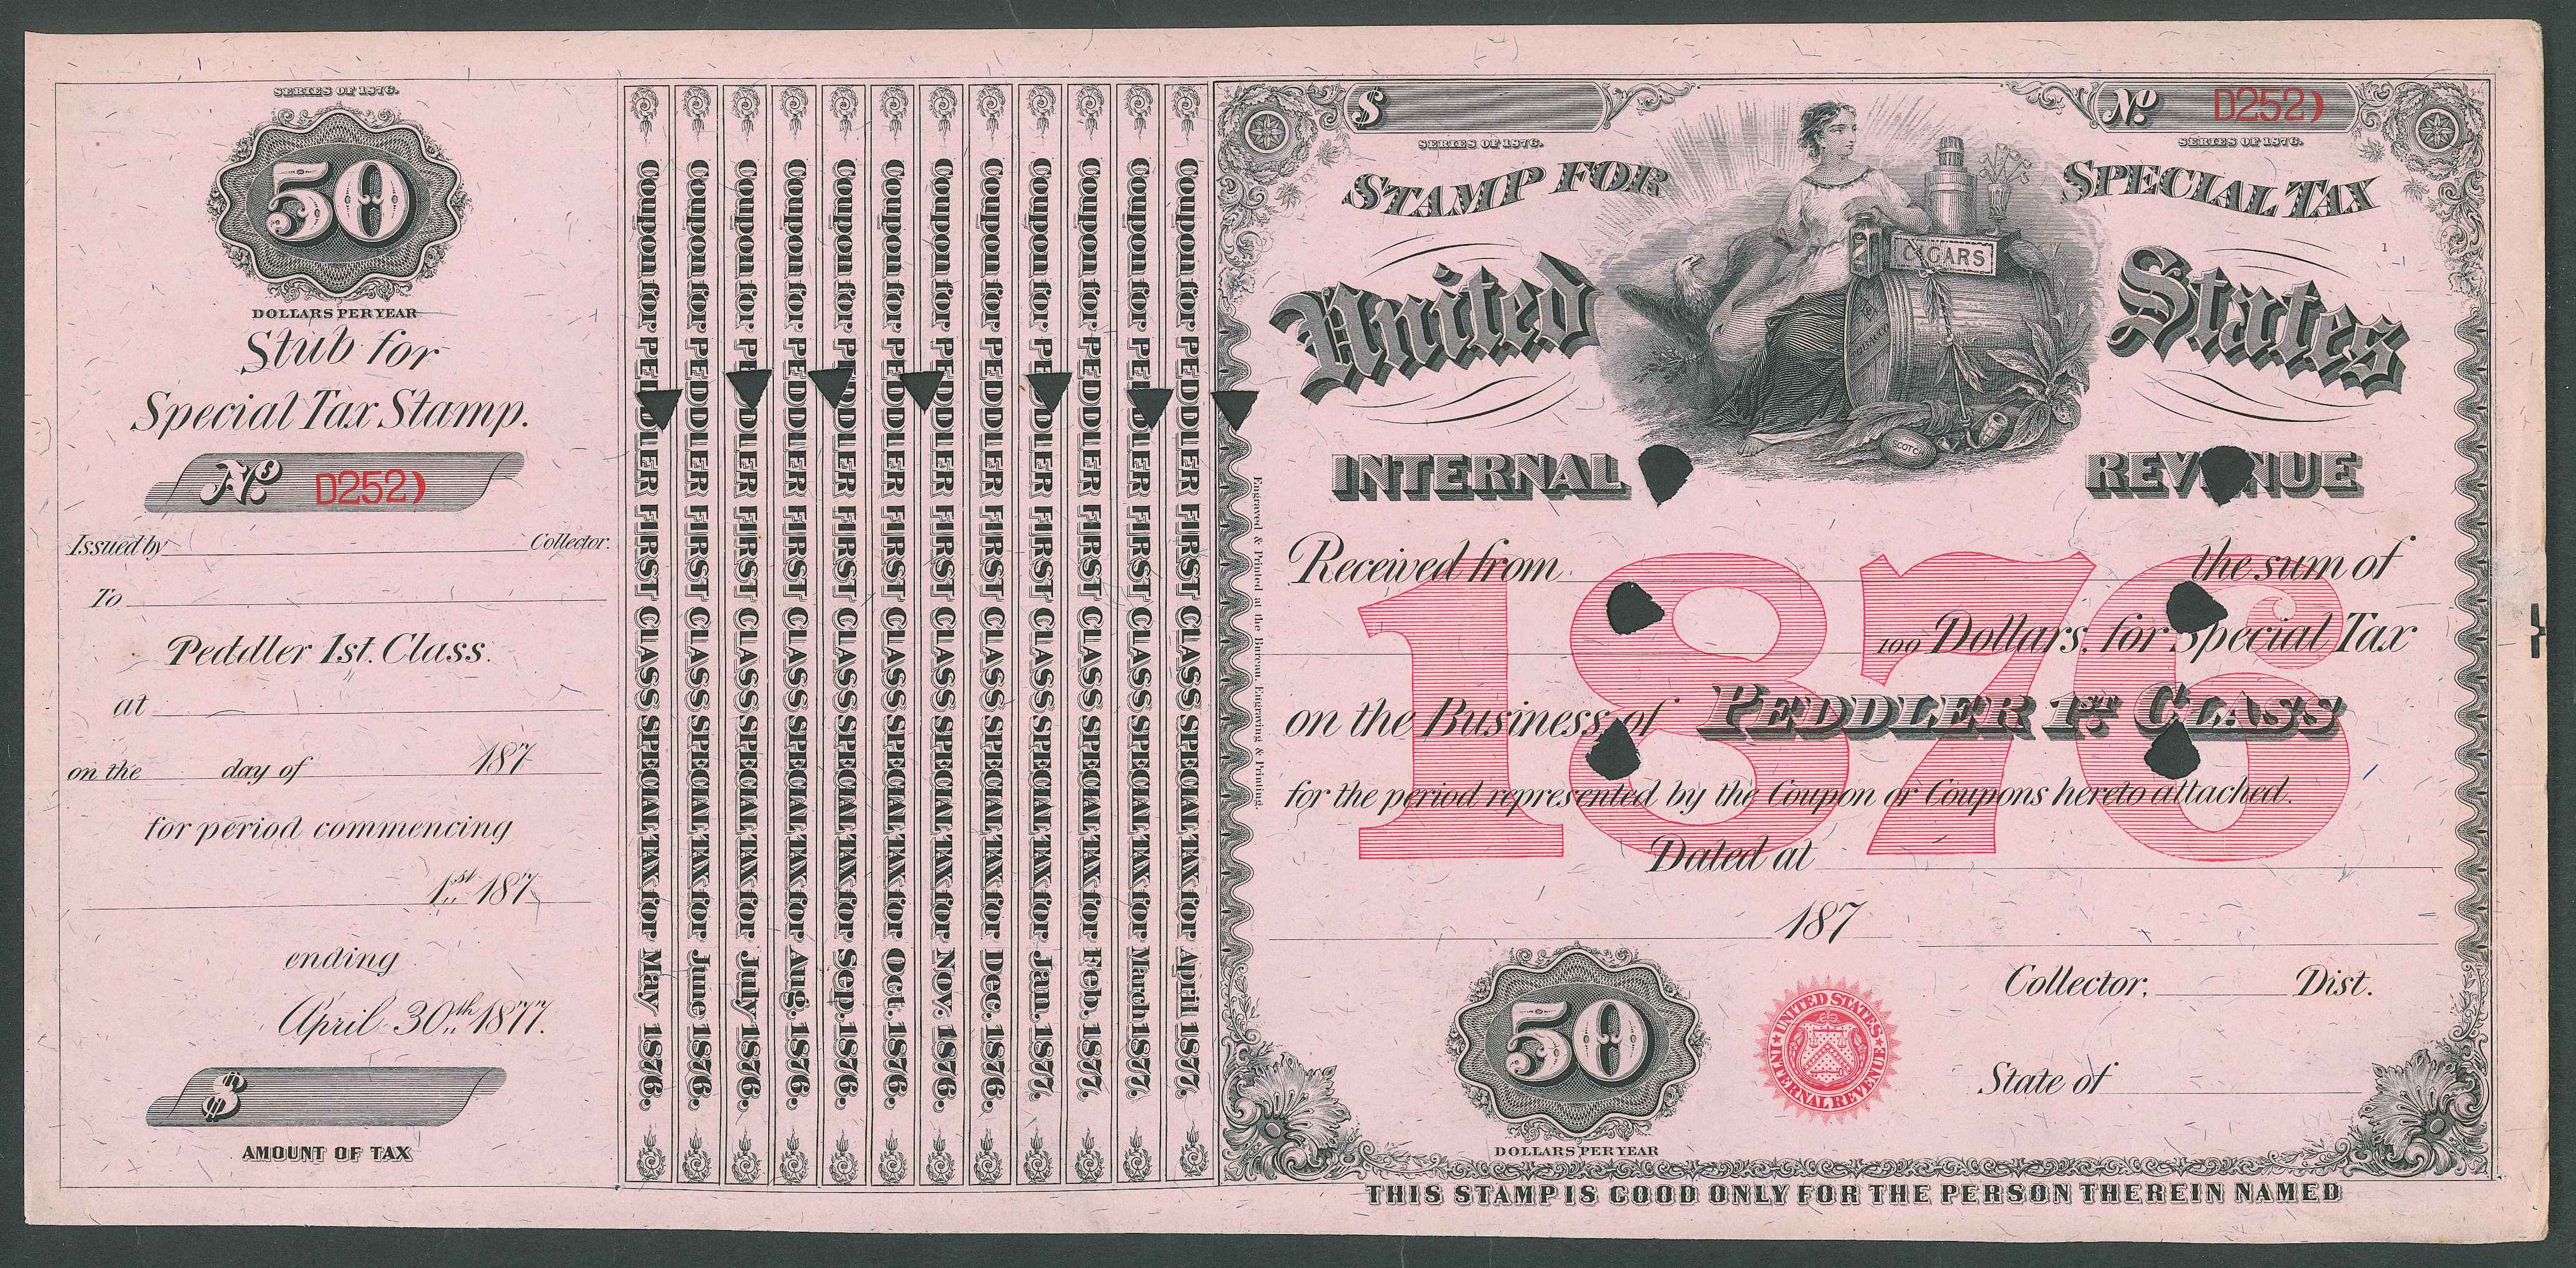 SERIES OF 1876.
50
DOLLARS PER YEAR
Stub for
Special Tax Stamp.
No. D252)
Issued by Collector.
To
Peddler 1st. Class.
at
on the day of 187
for period commencing
1st 187
ending
April 30th 1877.
$
AMOUNT OF TAX
Coupon for PEDDLER FIRST CLASS SPECIAL TAX for May 1876.
Coupon for PEDDLER FIRST CLASS SPECIAL TAX for June 1876.
Coupon for PEDDLER FIRST CLASS SPECIAL TAX for July 1876.
Coupon for PEDDLER FIRST CLASS SPECIAL TAX for Aug. 1876.
Coupon for PEDDLER FIRST CLASS SPECIAL TAX for Sep. 1876.
Coupon for PEDDLER FIRST CLASS SPECIAL TAX for Oct. 1876.
Coupon for PEDDLER FIRST CLASS SPECIAL TAX for Nov. 1876.
Coupon for PEDDLER FIRST CLASS SPECIAL TAX for Dec. 1876.
Coupon for PEDDLER FIRST CLASS SPECIAL TAX for Jan. 1877.
Coupon for PEDDLER FIRST CLASS SPECIAL TAX for Feb. 1877.
Coupon for PEDDLER FIRST CLASS SPECIAL TAX for March 1877.
Coupon for PEDDLER FIRST CLASS SPECIAL TAX for April 1877.
Engraved & Printed at the Bureau, Engraving & Printing.
$
SERIES OF 1876.
No. D252)
SERIES OF 1876.
STAMP FOR SPECIAL TAX
1
CIGARS
TOBACCO
SCOTCH
United States
INTERNAL REVENUE
1876
Received from the sum of
100 Dollars, for Special Tax
on the Business of PEDDLER 1ST CLASS
for the period represented by the Coupon or Coupons hereto attached.
Dated at
187
Collector, Dist.
State of
50
DOLLARS PER YEAR
UNITED STATES INTERNAL REVENUE
THIS STAMP IS GOOD ONLY FOR THE PERSON THEREIN NAMED